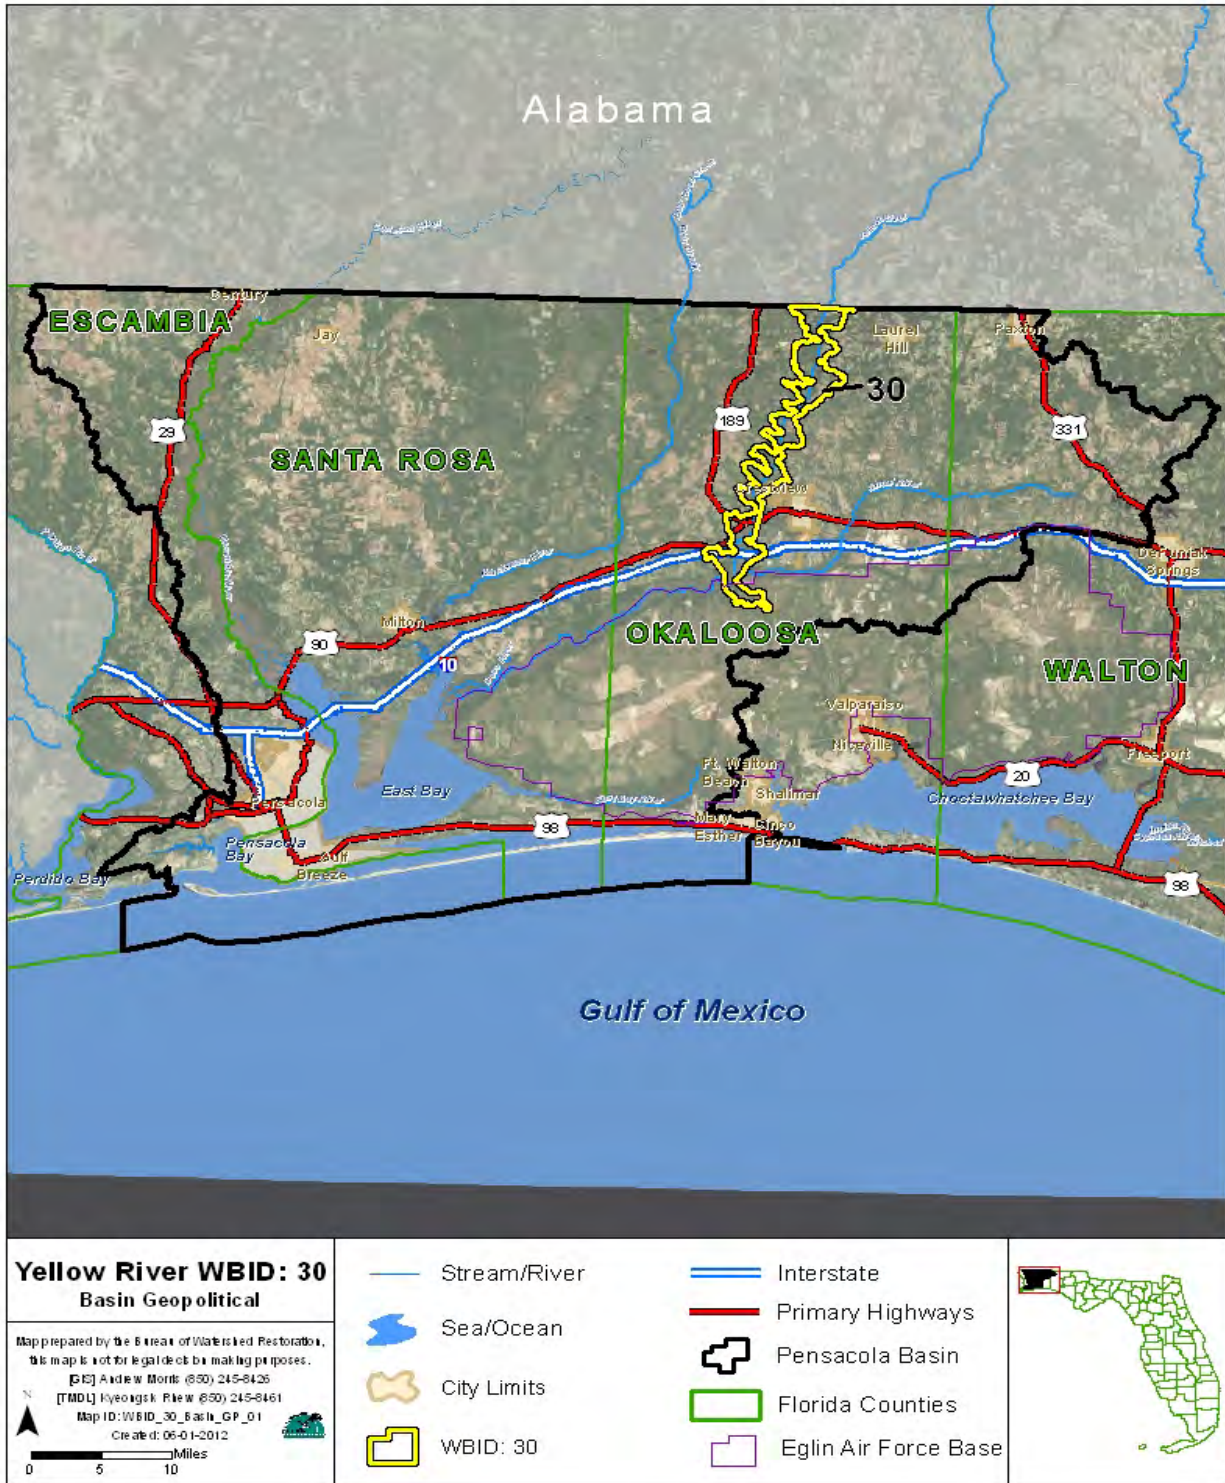 Alabama
Century
ESCAMBIA
Jay
Laurel
Hill
Paxton
30
29
189
331
SANTA ROSA
Crestview
DeFuniak
Springs
Milton
90
OKALOOSA
10
WALTON
Valparaiso
Niceville
Freeport
Ft. Walton
Beach
20
Shalimar
East Bay
Choctawhatchee Bay
Pensacola
98
Mary
Esther
Cinco
Bayou
Pensacola
Bay
Gulf
Breeze
Perdido Bay
98
Gulf of Mexico
Yellow River WBID: 30
Basin Geopolitical
Map prepared by the Bureau of Watershed Restoration,
this map is not for legal decision making purposes.
[GIS] Andrew Morris (850) 245-8426
[TMDL] Kyeongsik Rhew (850) 245-8461
Map ID: WBID_30_Basin_GP_01
Created: 06-01-2012
N
Miles
0 5 10
Stream/River
Sea/Ocean
City Limits
WBID: 30
Interstate
Primary Highways
Pensacola Basin
Florida Counties
Eglin Air Force Base